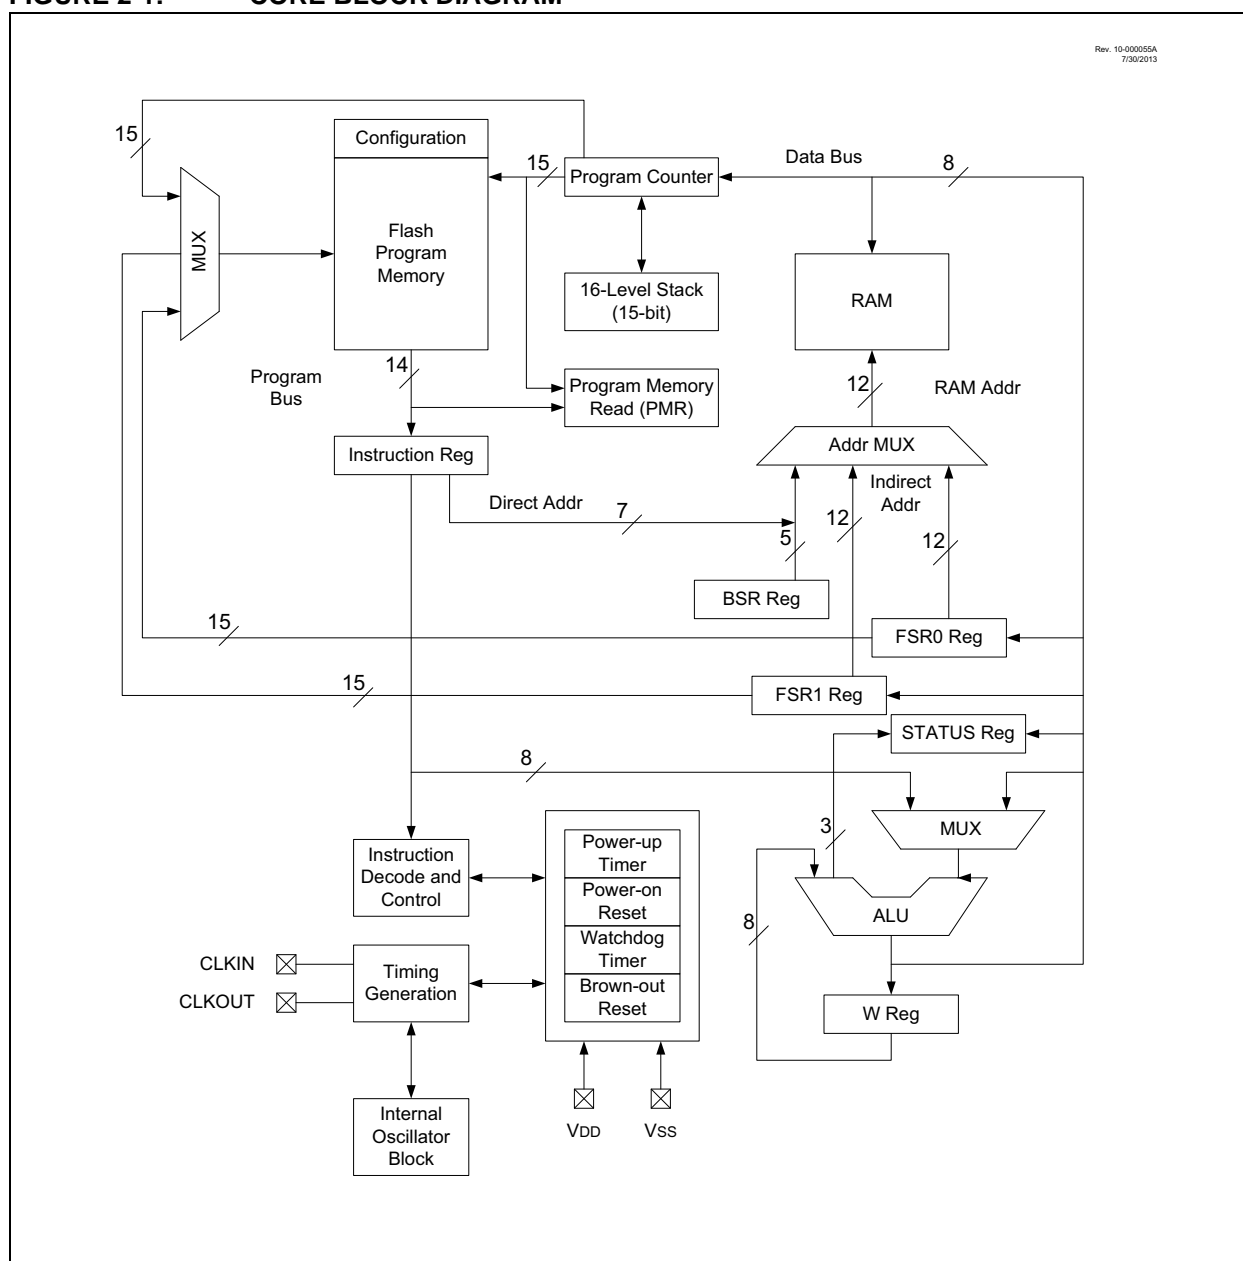 FIGURE 2-1: CORE BLOCK DIAGRAM
Rev. 10-000055A
7/30/2013
15
Configuration
15
Program Counter
Data Bus
8
MUX
Flash
Program
Memory
16-Level Stack
(15-bit)
RAM
Program
Bus
14
Program Memory
Read (PMR)
12
RAM Addr
Instruction Reg
Addr MUX
Indirect
Addr
Direct Addr
7
12
5
12
BSR Reg
15
FSR0 Reg
15
FSR1 Reg
STATUS Reg
8
3
MUX
Instruction
Decode and
Control
Power-up
Timer
Power-on
Reset
Watchdog
Timer
Brown-out
Reset
8
ALU
CLKIN
CLKOUT
Timing
Generation
W Reg
Internal
Oscillator
Block
VDD
VSS